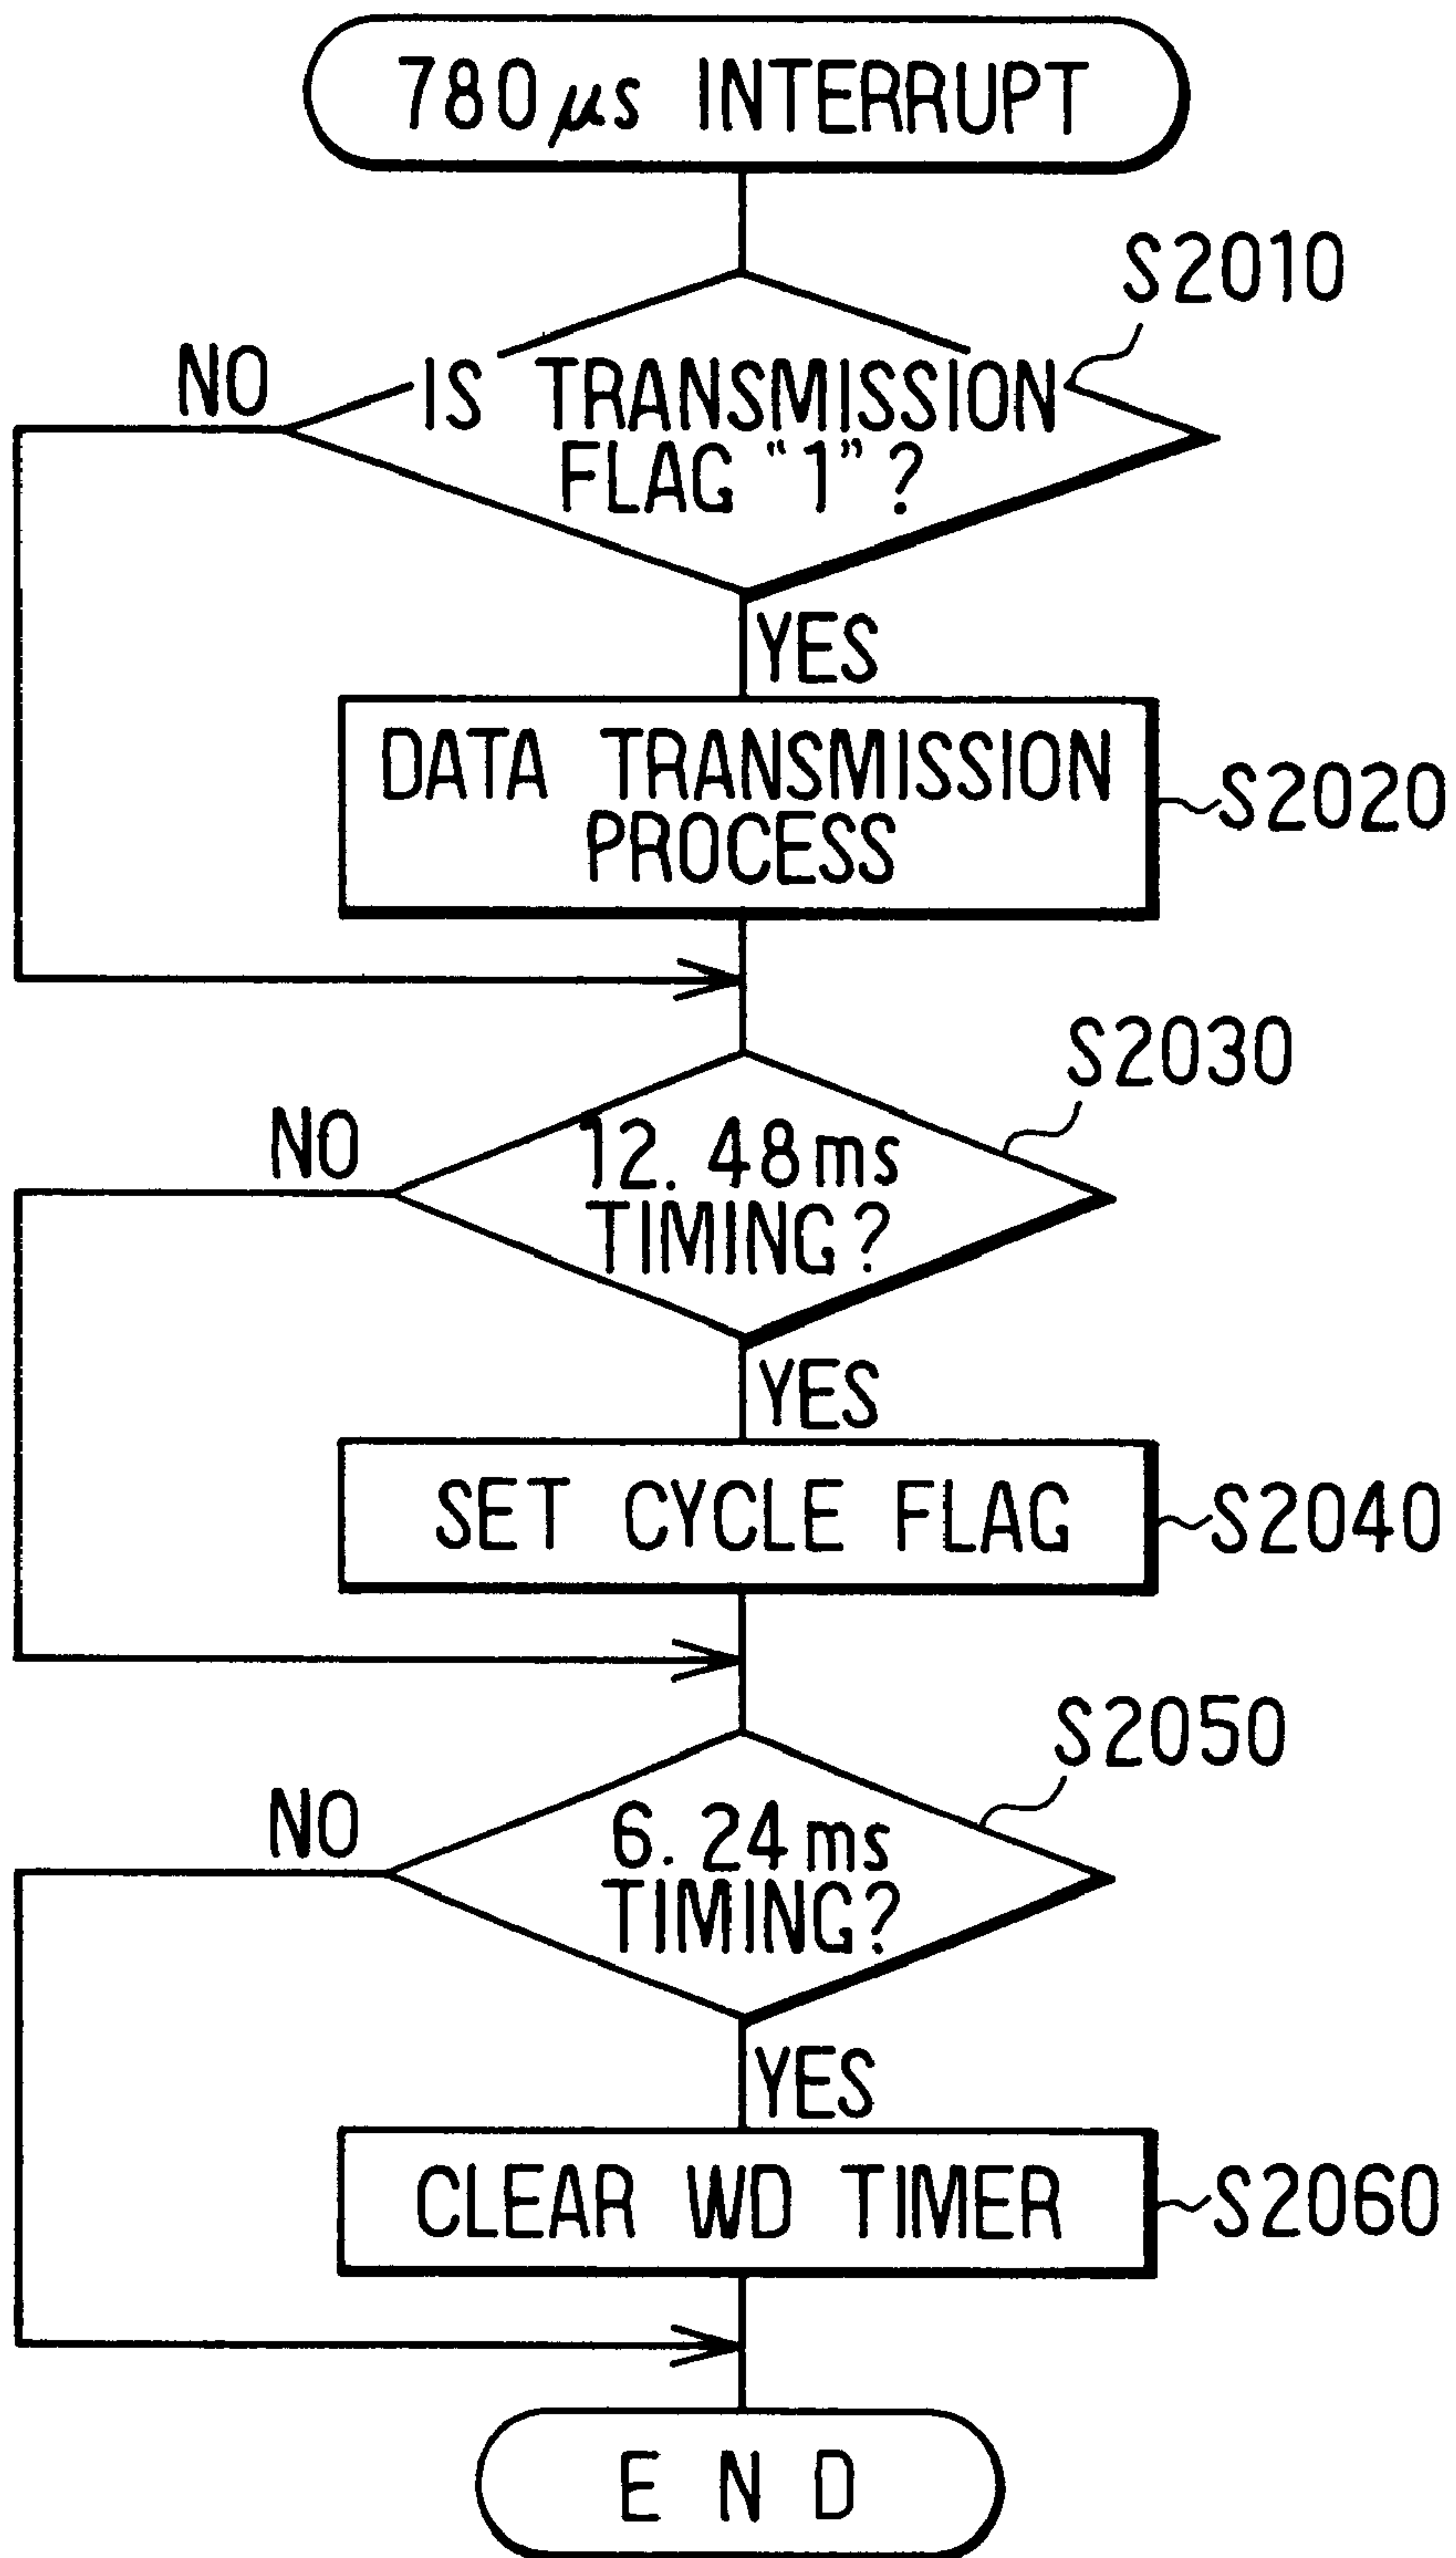 780μs INTERRUPT
S2010
NO
IS TRANSMISSION
FLAG "1"?
YES
DATA TRANSMISSION
PROCESS
S2020
S2030
NO
12.48ms
TIMING?
YES
SET CYCLE FLAG
S2040
S2050
NO
6.24ms
TIMING?
YES
CLEAR WD TIMER
S2060
END